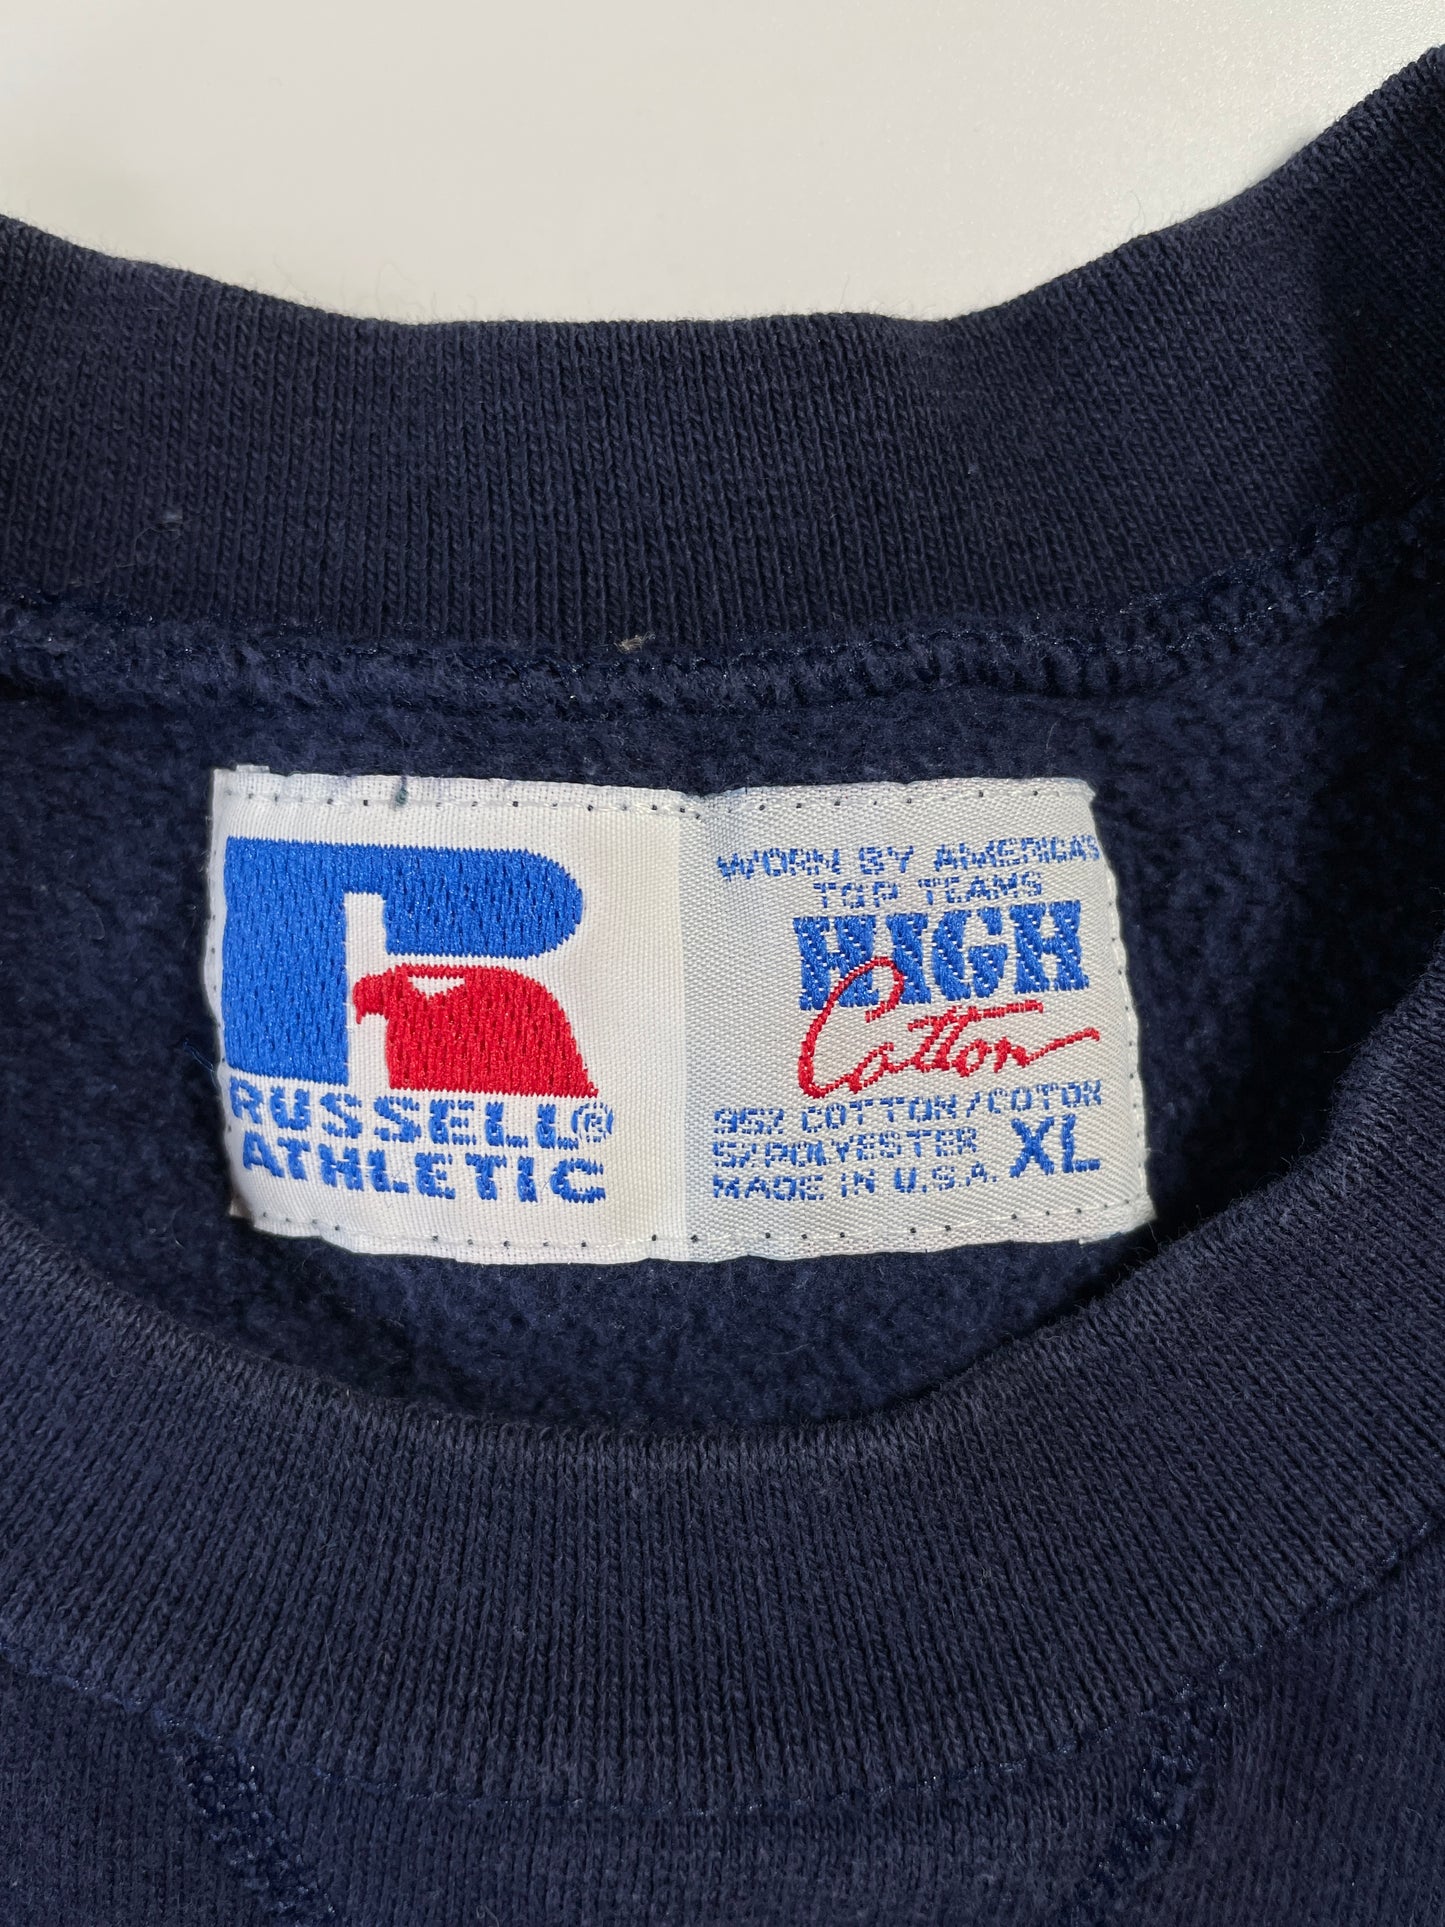 RUSSELL®
ATHLETIC
WORN BY AMERICA'S
TOP TEAMS
HIGH
Cotton
95% COTTON/COTON
5% POLYESTER
MADE IN U.S.A.
XL